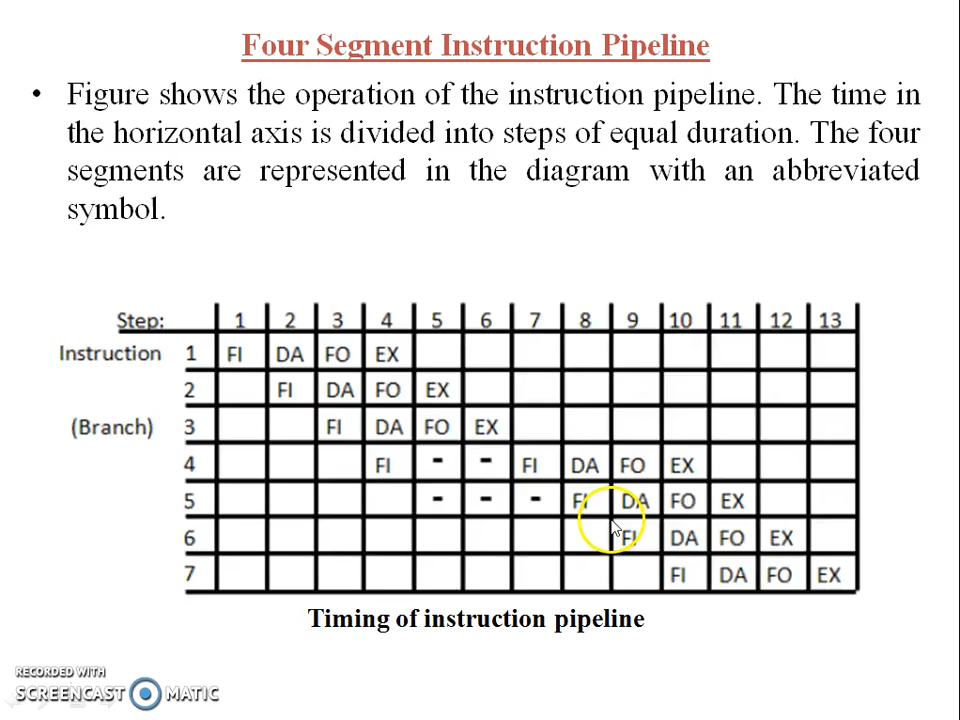 Four Segment Instruction Pipeline
• Figure shows the operation of the instruction pipeline. The time in
the horizontal axis is divided into steps of equal duration. The four
segments are represented in the diagram with an abbreviated
symbol.
Step: 1 2 3 4 5 6 7 8 9 10 11 12 13
Instruction 1 FI DA FO EX
2 FI DA FO EX
(Branch) 3 FI DA FO EX
4 FI - - FI DA FO EX
5 - - - FI DA FO EX
6 FI DA FO EX
7 FI DA FO EX
Timing of instruction pipeline
RECORDED WITH
SCREENCAST MATIC